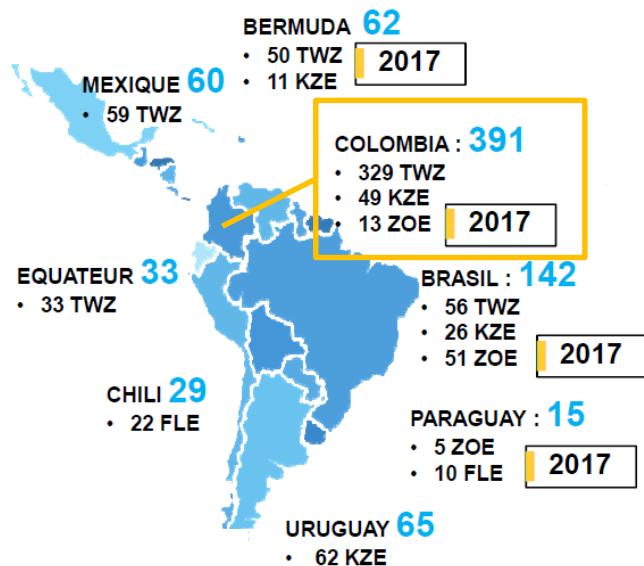 BERMUDA 62
• 50 TWZ
• 11 KZE
2017
MEXIQUE 60
• 59 TWZ
COLOMBIA : 391
• 329 TWZ
• 49 KZE
• 13 ZOE
2017
EQUATEUR 33
• 33 TWZ
BRASIL : 142
• 56 TWZ
• 26 KZE
• 51 ZOE
2017
CHILI 29
• 22 FLE
PARAGUAY : 15
• 5 ZOE
• 10 FLE
2017
URUGUAY 65
• 62 KZE